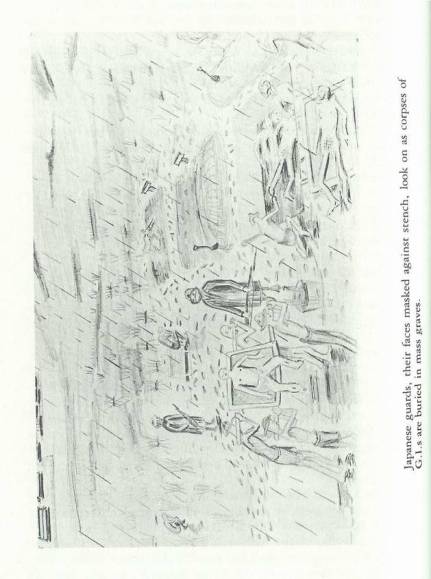 Japanese guards, their faces masked against stench, look on as corpses of
G.I.s are buried in mass graves.